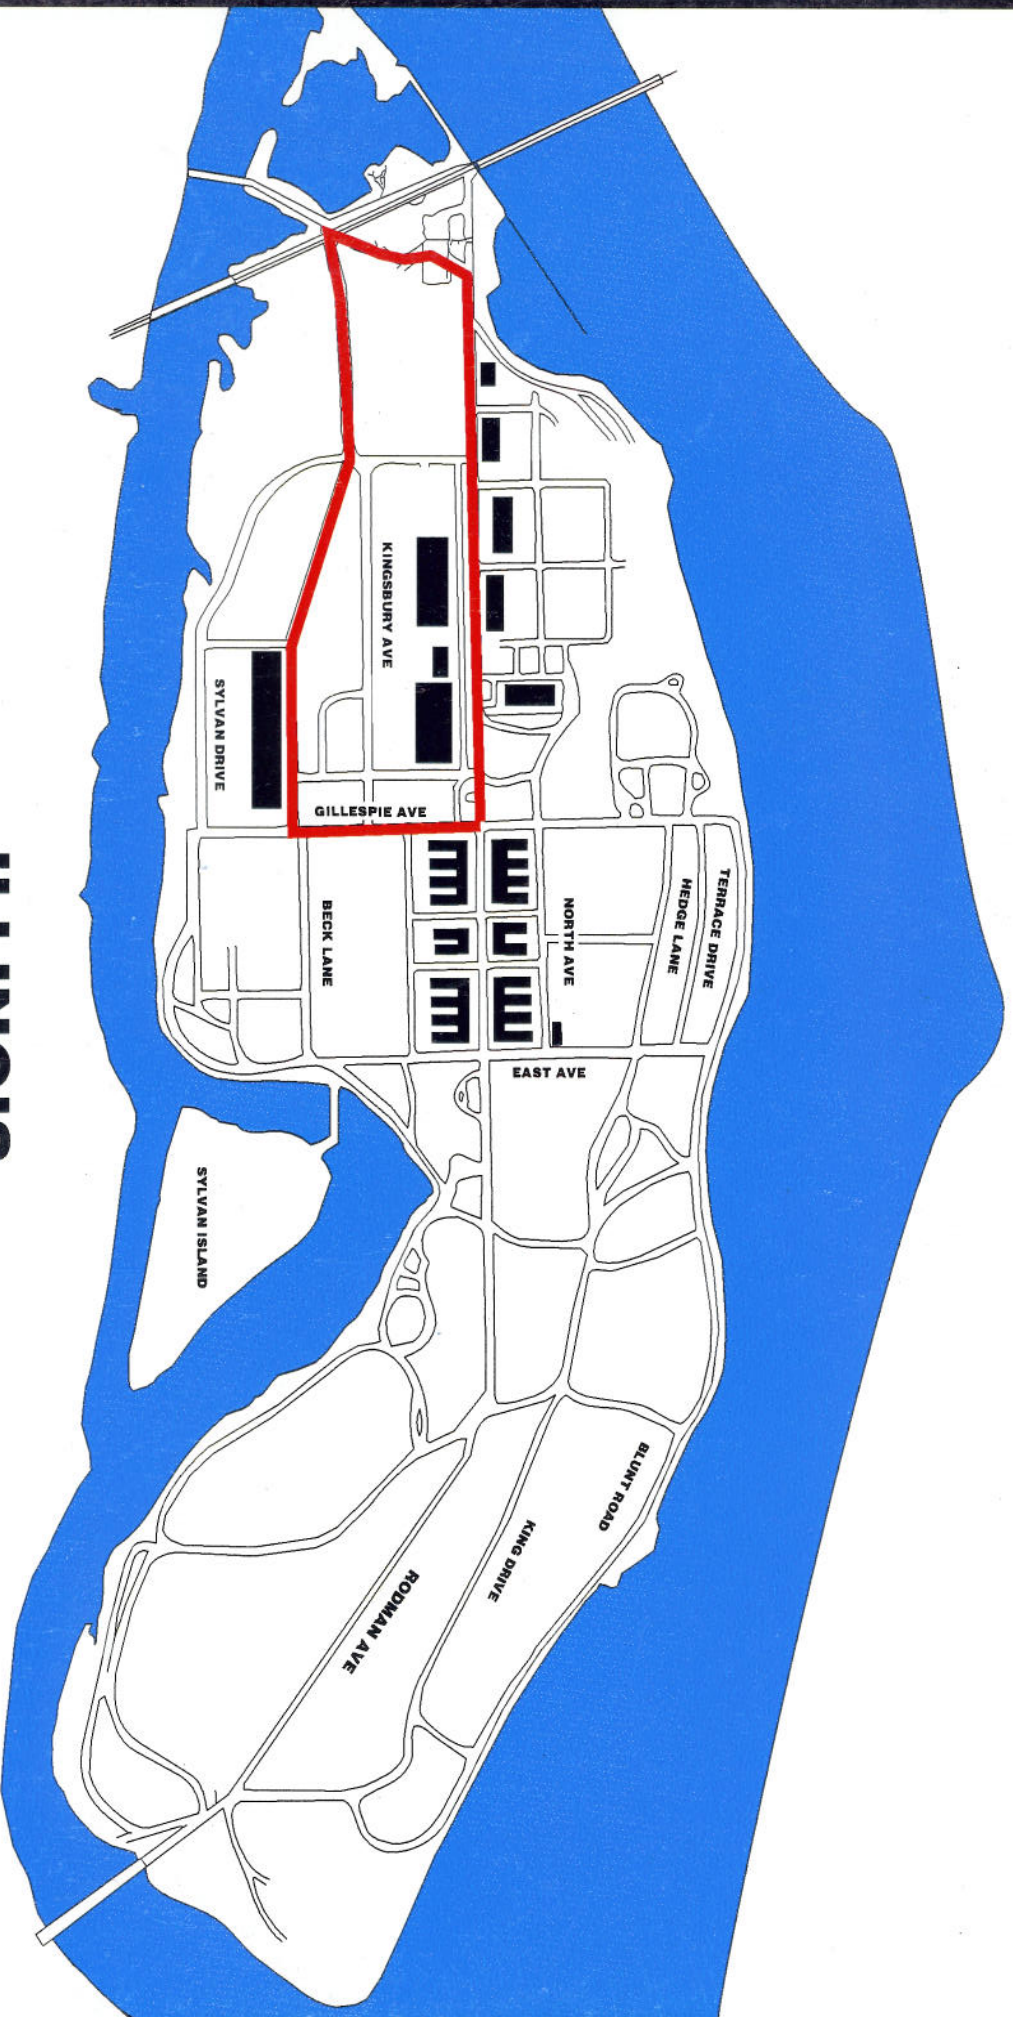 KINGSBURY AVE
SYLVAN DRIVE
GILLESPIE AVE
BECK LANE
NORTH AVE
HEDGE LANE
TERRACE DRIVE
EAST AVE
SYLVAN ISLAND
BLUNT ROAD
KING DRIVE
RODMAN AVE